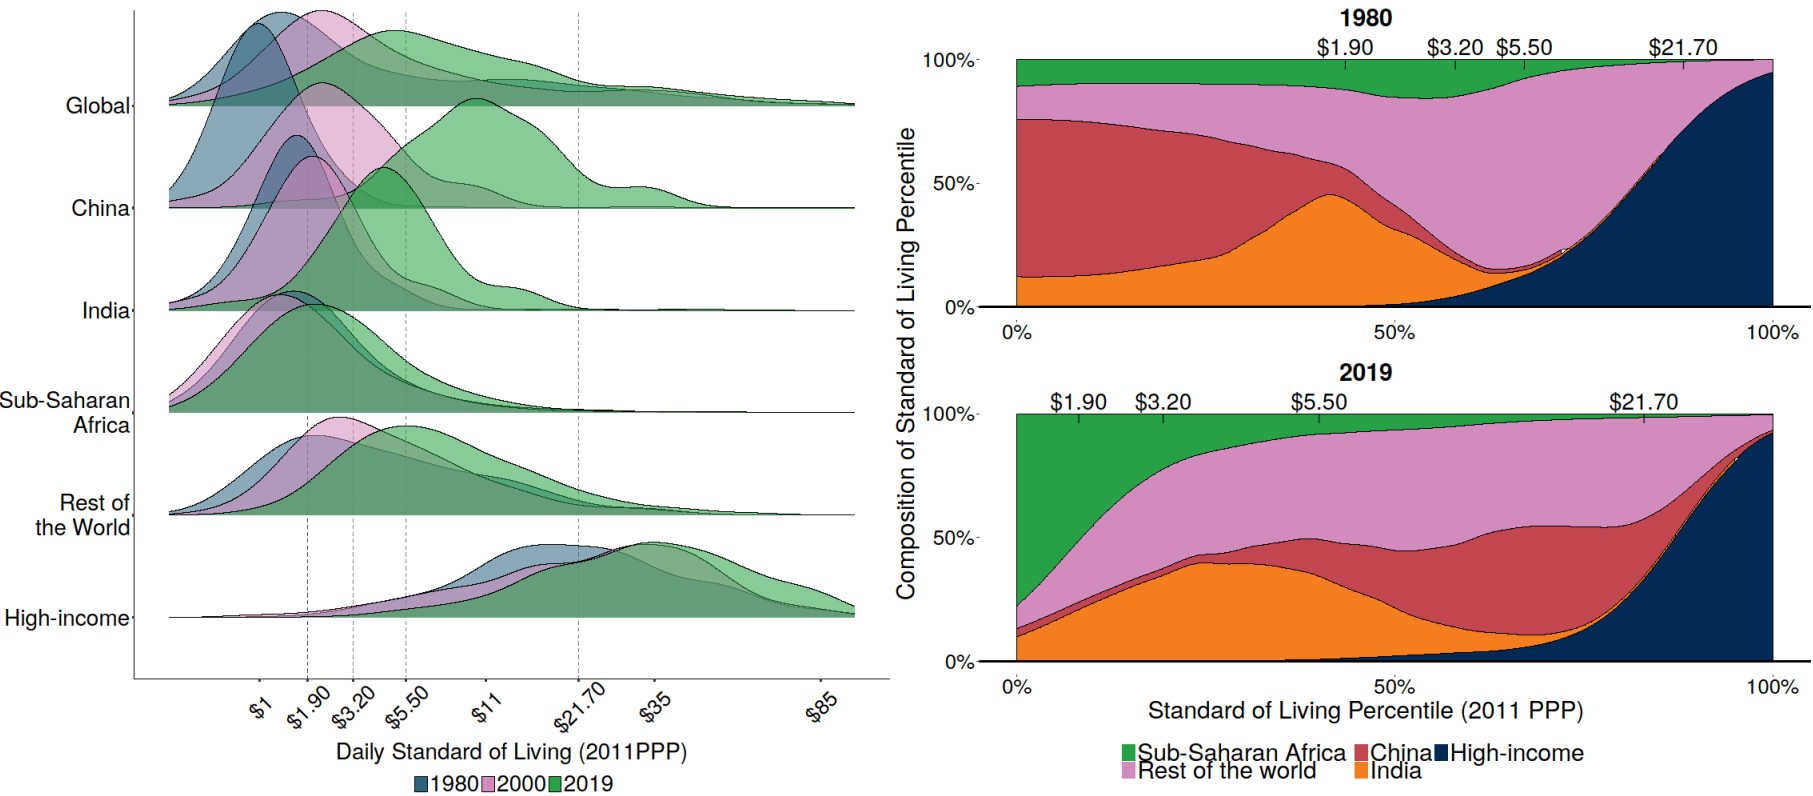 Global
China
India
Sub-Saharan
Africa
Rest of
the World
High-income
$1
$1.90
$3.20
$5.50
$11
$21.70
$35
$85
Daily Standard of Living (2011PPP)
1980 2000 2019
Composition of Standard of Living Percentile
1980
$1.90 $3.20 $5.50 $21.70
100%
50%
0%
0% 50% 100%
2019
$1.90 $3.20 $5.50 $21.70
100%
50%
0%
0% 50% 100%
Standard of Living Percentile (2011 PPP)
Sub-Saharan Africa China High-income
Rest of the world India